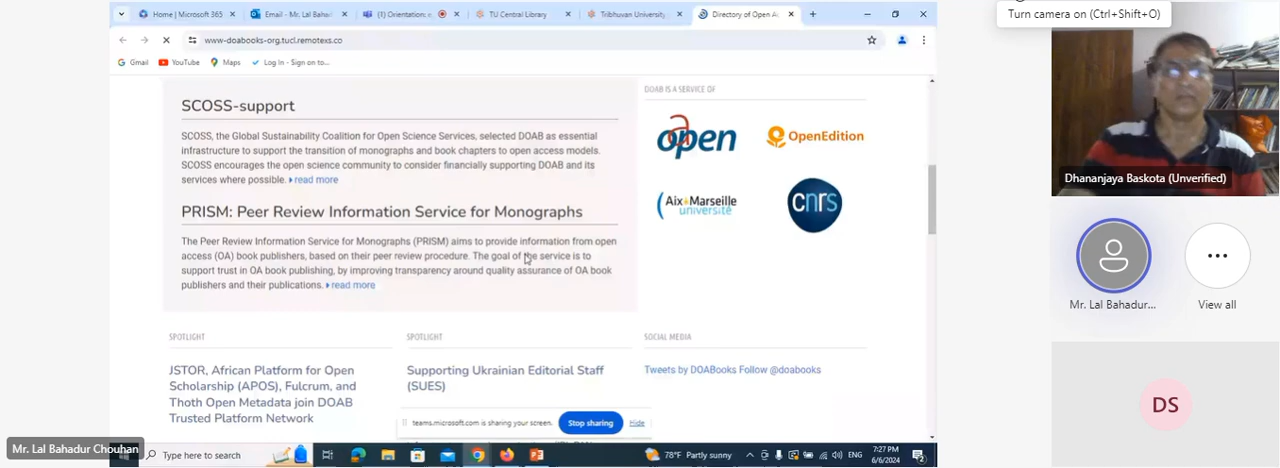 Home | Microsoft 365
Email - Mr. Lal Bahad
(1) Orientation: e
TU Central Library
Tribhuvan University
Directory of Open Ac
Turn camera on (Ctrl+Shift+O)
www-doabooks-org.tucl.remotexs.co
Gmail
YouTube
Maps
Log In - Sign on to...
SCOSS-support
SCOSS, the Global Sustainability Coalition for Open Science Services, selected DOAB as essential
infrastructure to support the transition of monographs and book chapters to open access models.
SCOSS encourages the open science community to consider financially supporting DOAB and its
services where possible. read more
PRISM: Peer Review Information Service for Monographs
The Peer Review Information Service for Monographs (PRISM) aims to provide information from open
access (OA) book publishers, based on their peer review procedure. The goal of the service is to
support trust in OA book publishing, by improving transparency around quality assurance of OA book
publishers and their publications. read more
DOAB IS A SERVICE OF
open
OpenEdition
Aix Marseille
université
cnrs
SPOTLIGHT
JSTOR, African Platform for Open
Scholarship (APOS), Fulcrum, and
Thoth Open Metadata join DOAB
Trusted Platform Network
SPOTLIGHT
Supporting Ukrainian Editorial Staff
(SUES)
SOCIAL MEDIA
Tweets by DOABooks Follow @doabooks
teams.microsoft.com is sharing your screen.
Stop sharing
Hide
Mr. Lal Bahadur Chouhan
Type here to search
78°F Partly sunny
ENG
7:27 PM
6/6/2024
2
Dhananjaya Baskota (Unverified)
Mr. Lal Bahadur...
View all
DS